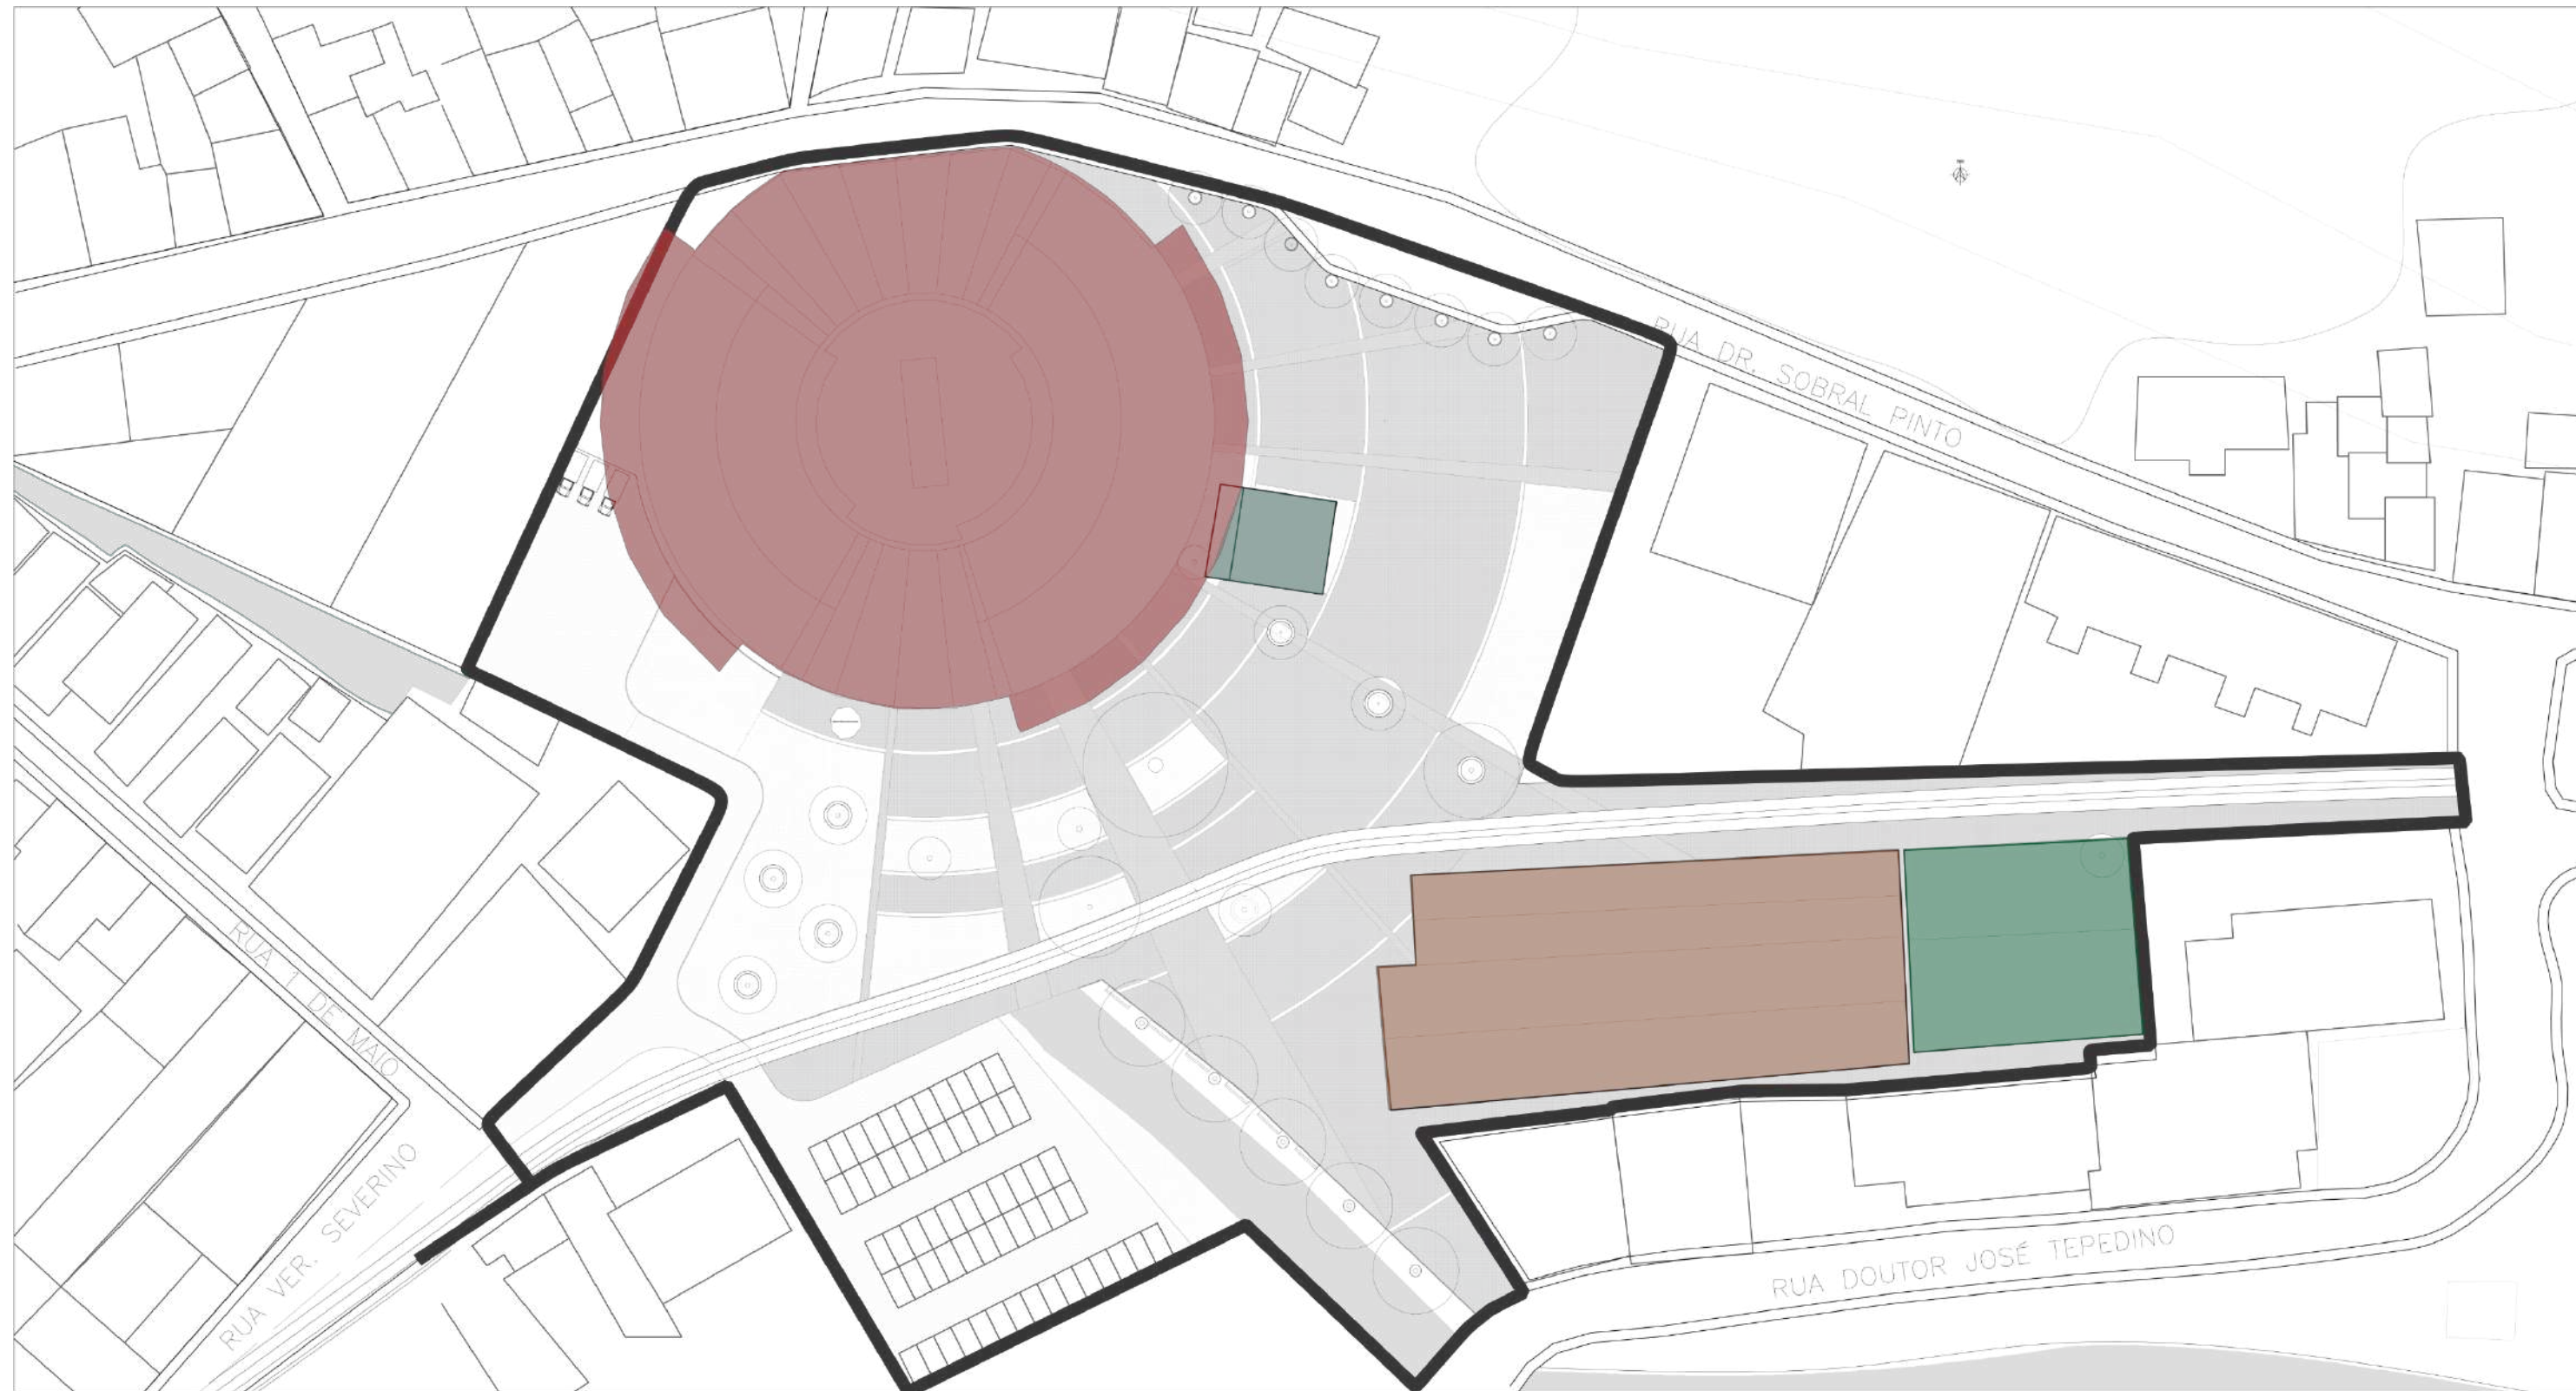 RUA DR. SOBRAL PINTO
RUA 1 DE MAIO
RUA VER. SEVERINO
RUA DOUTOR JOSÉ TEPEDINO